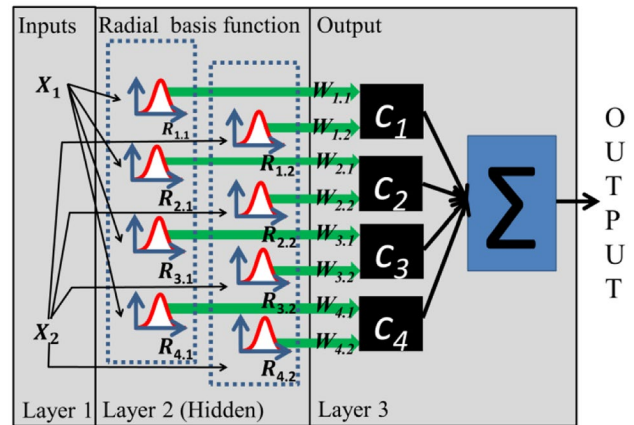 Inputs
Radial basis function
Output
X1
X2
R1.1
R1.2
R2.1
R2.2
R3.1
R3.2
R4.1
R4.2
W1.1
W1.2
W2.1
W2.2
W3.1
W3.2
W4.1
W4.2
C1
C2
C3
C4
Σ
OUTPUT
Layer 1
Layer 2 (Hidden)
Layer 3